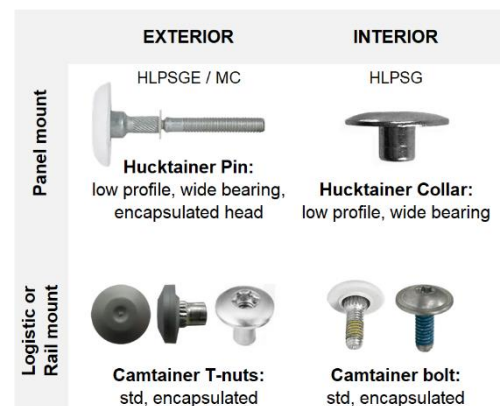 EXTERIOR
INTERIOR
Panel mount
HLPSGE / MC
HLPSG
Hucktainer Pin:
low profile, wide bearing,
encapsulated head
Hucktainer Collar:
low profile, wide bearing
Logistic or
Rail mount
Camtainer T-nuts:
std, encapsulated
Camtainer bolt:
std, encapsulated